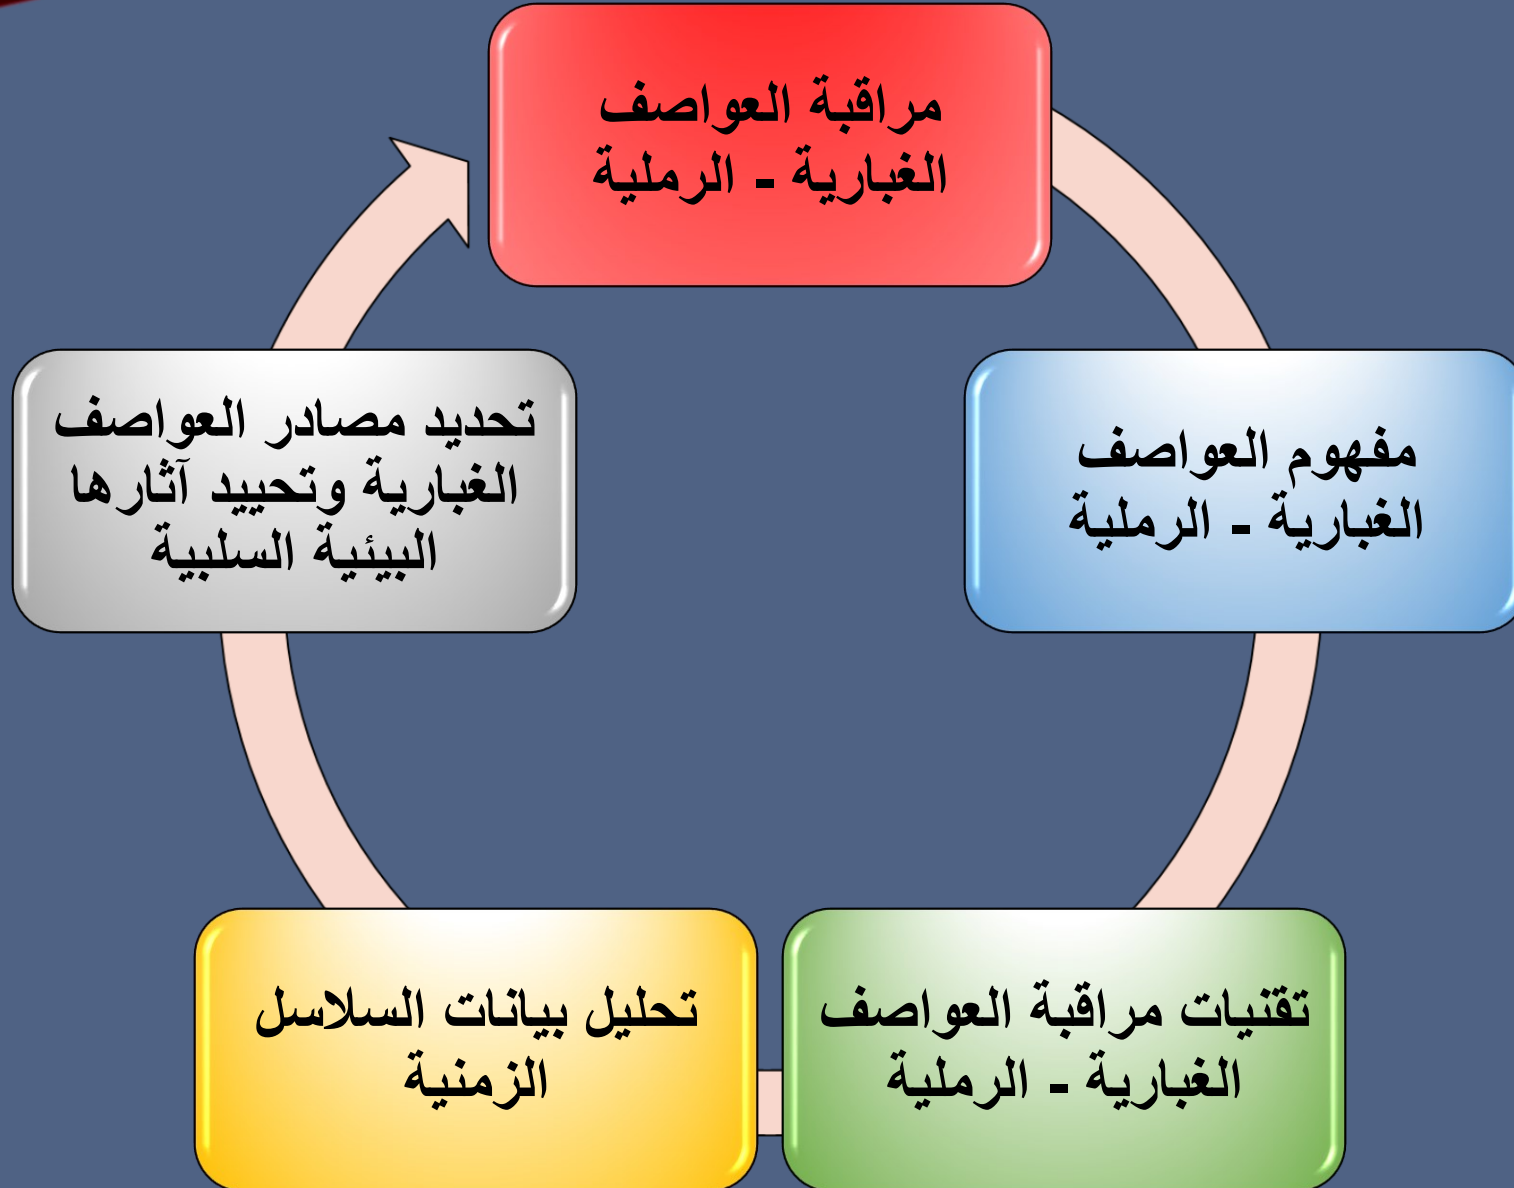 مراقبة العواصف
الغبارية - الرملية
مفهوم العواصف
الغبارية - الرملية
تقنيات مراقبة العواصف
الغبارية - الرملية
تحليل بيانات السلاسل
الزمنية
تحديد مصادر العواصف
الغبارية وتحييد آثارها
البيئية السلبية